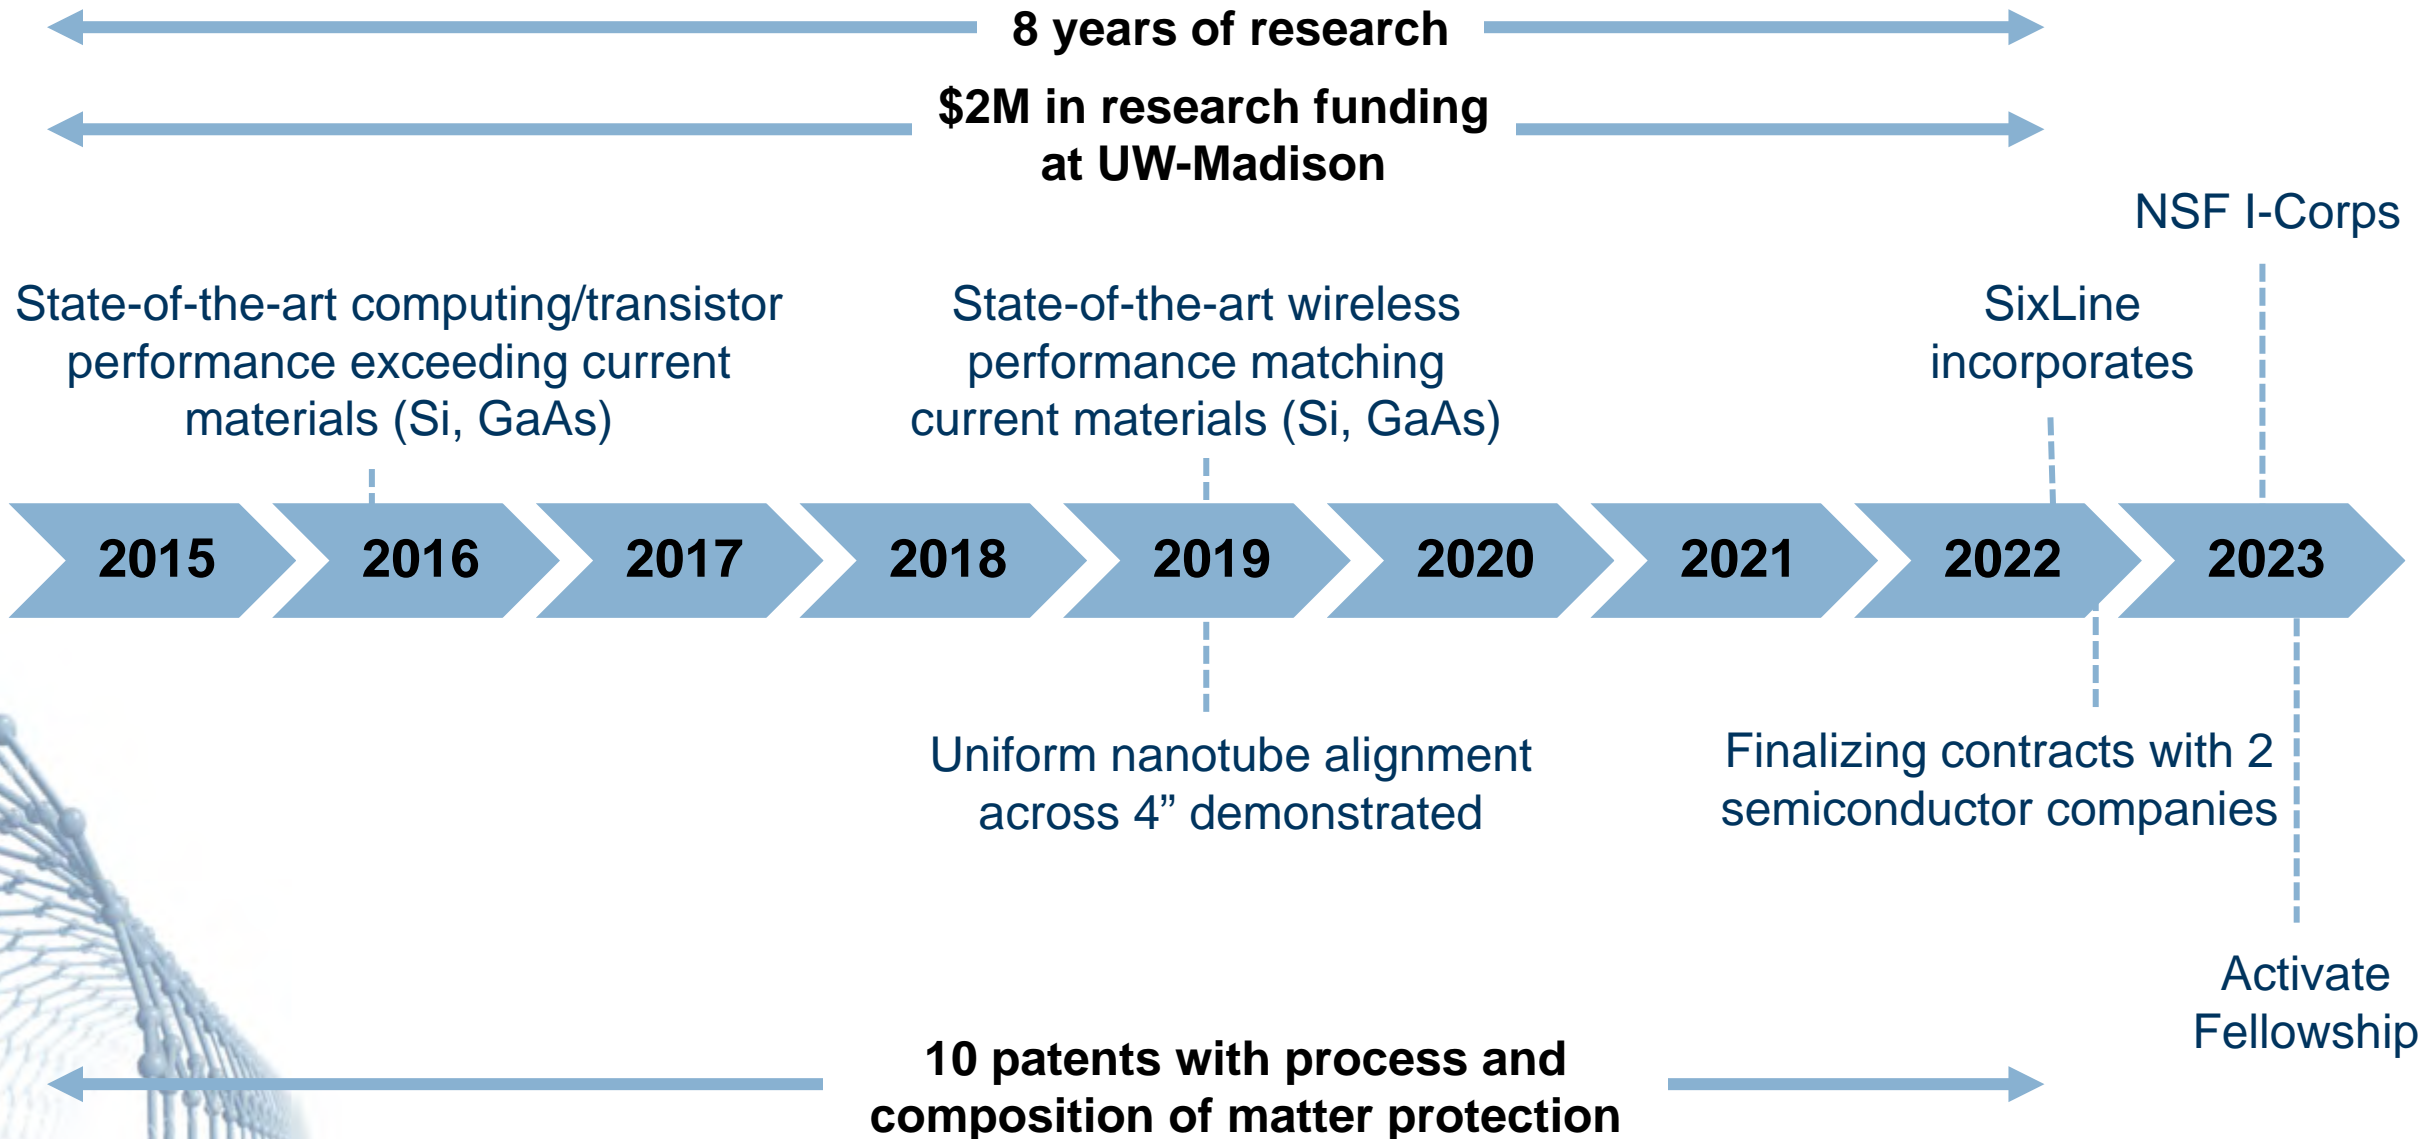 8 years of research
$2M in research funding
at UW-Madison
NSF I-Corps
State-of-the-art computing/transistor
performance exceeding current
materials (Si, GaAs)
State-of-the-art wireless
performance matching
current materials (Si, GaAs)
SixLine
incorporates
2015
2016
2017
2018
2019
2020
2021
2022
2023
Uniform nanotube alignment
across 4” demonstrated
Finalizing contracts with 2
semiconductor companies
Activate
Fellowship
10 patents with process and
composition of matter protection